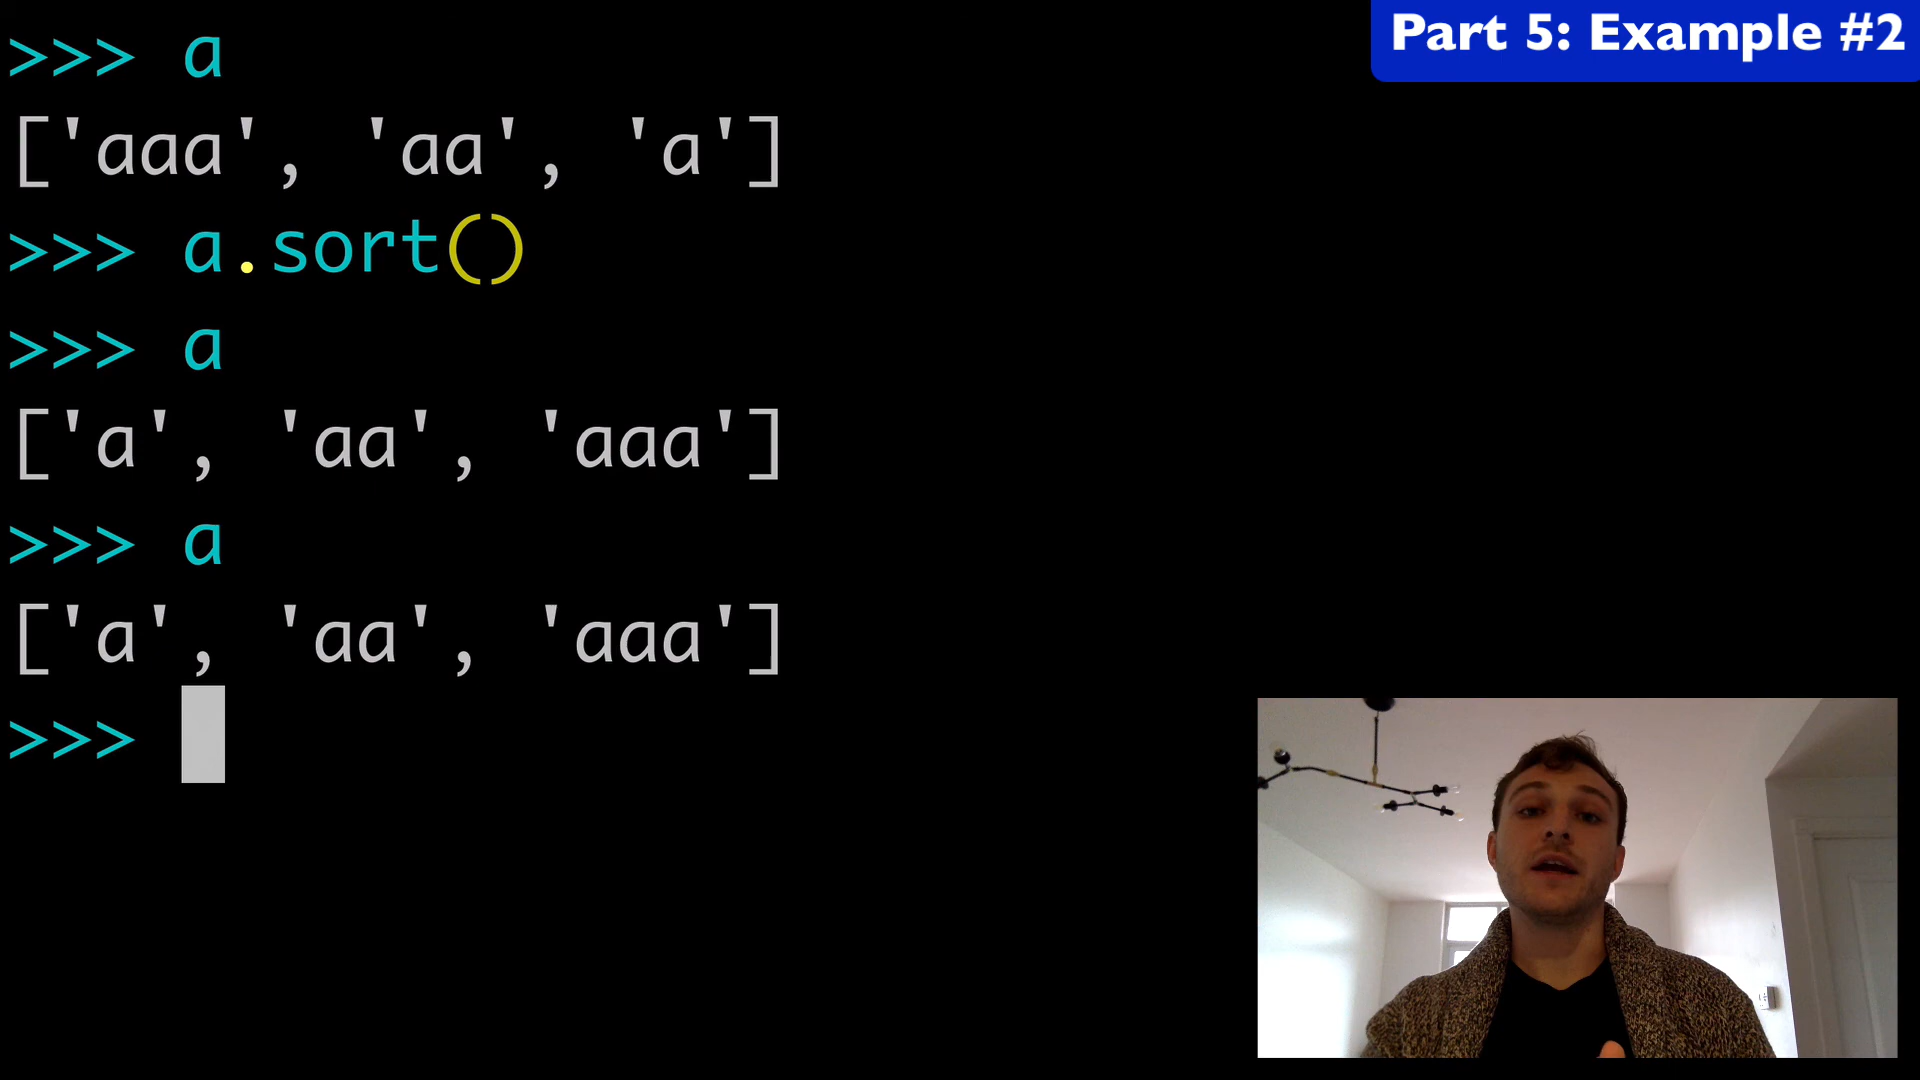 Part 5: Example #2
>>> a
['aaa', 'aa', 'a']
>>> a.sort()
>>> a
['a', 'aa', 'aaa']
>>> a
['a', 'aa', 'aaa']
>>>